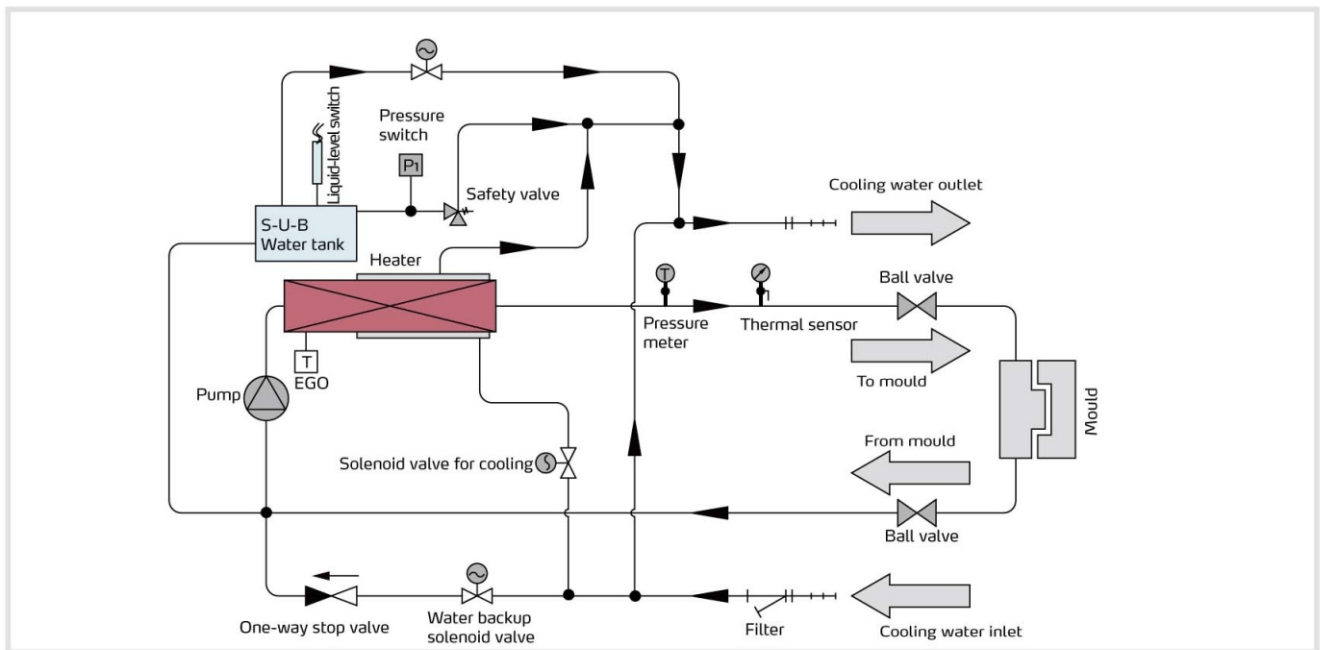 Liquid-level switch
Pressure
switch
P1
Safety valve
S-U-B
Water tank
Cooling water outlet
Heater
T
Ball valve
Pressure
meter
Thermal sensor
T
EGO
To mould
Pump
Mould
From mould
Solenoid valve for cooling
Ball valve
One-way stop valve
Water backup
solenoid valve
Filter
Cooling water inlet